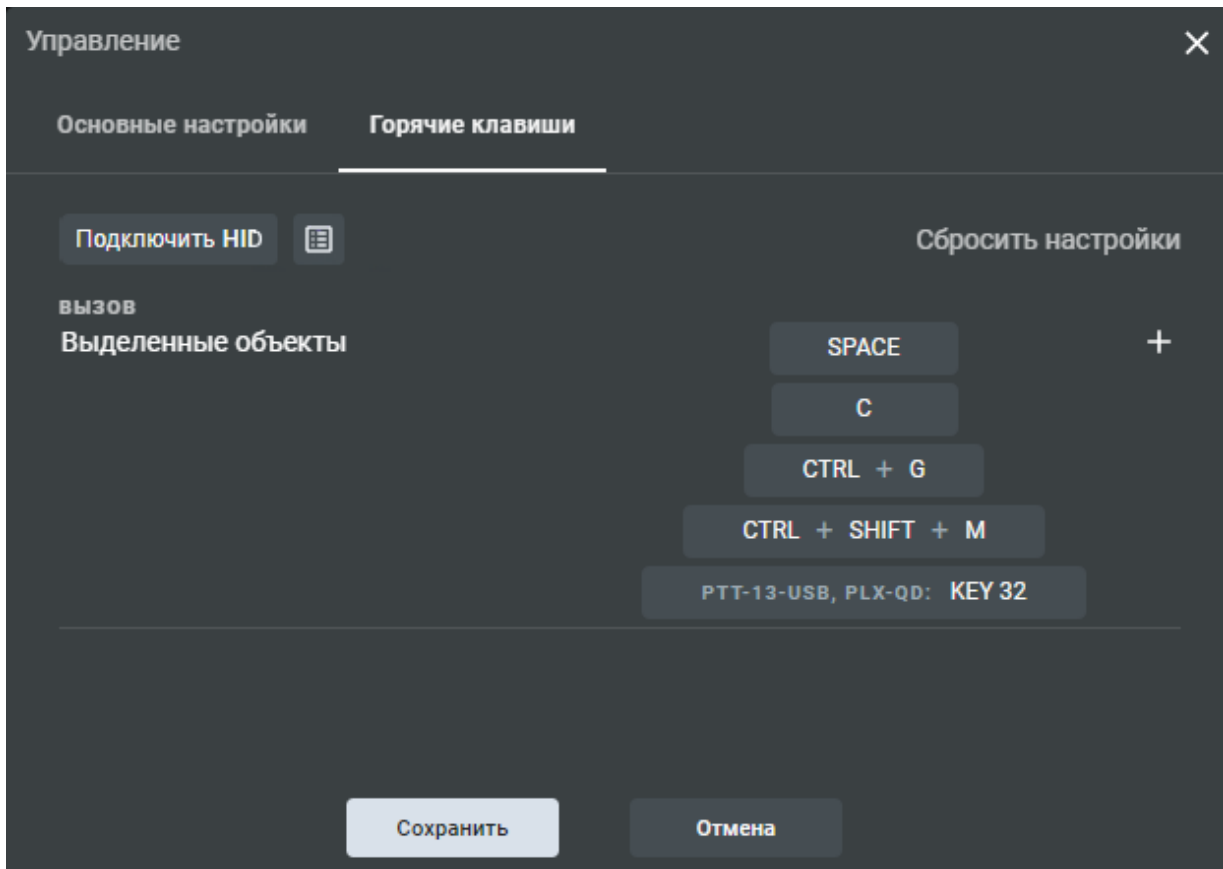 Управление
Основные настройки Горячие клавиши
Подключить HID Сбросить настройки
ВЫЗОВ
Выделенные объекты
SPACE
C
CTRL + G
CTRL + SHIFT + M
PTT-13-USB, PLX-QD: KEY 32
Сохранить Отмена